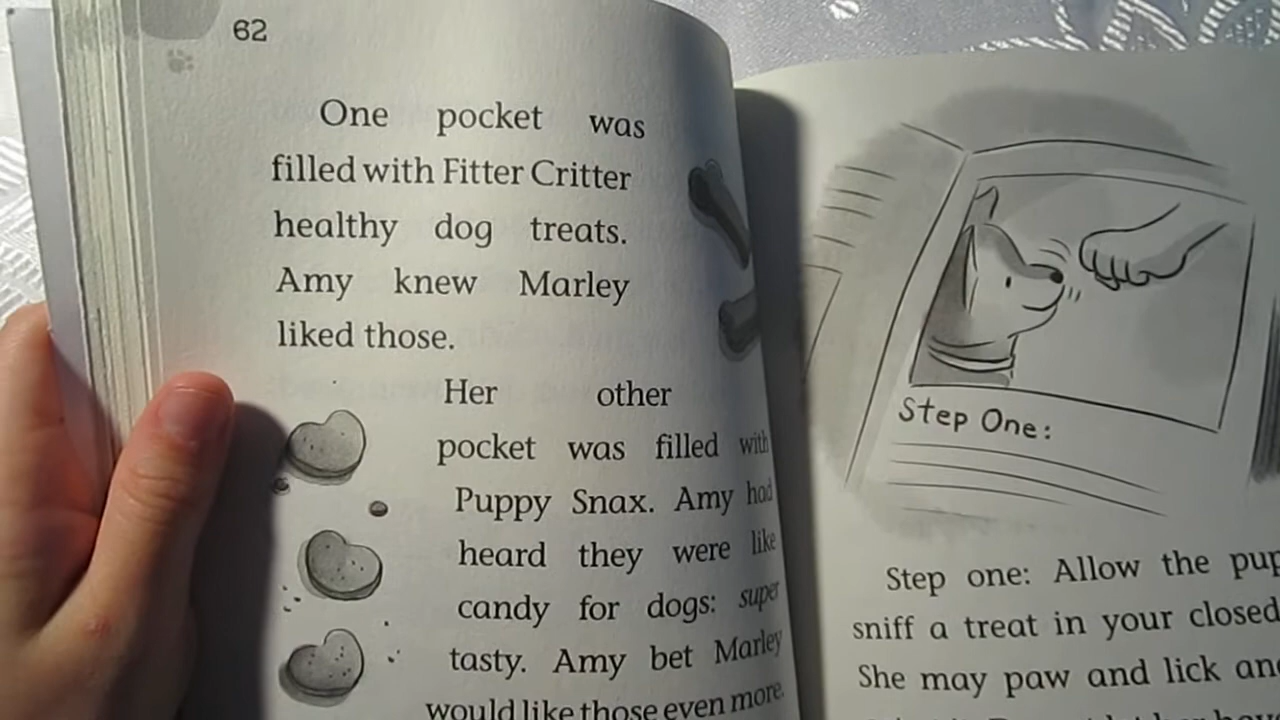 62
One pocket was
filled with Fitter Critter
healthy dog treats.
Amy knew Marley
liked those.
Her other
pocket was filled with
Puppy Snax. Amy had
heard they were like
candy for dogs: super
tasty. Amy bet Marley
would like those even more.
Step One:
Step one: Allow the
sniff a treat in your closed
She may paw and lick